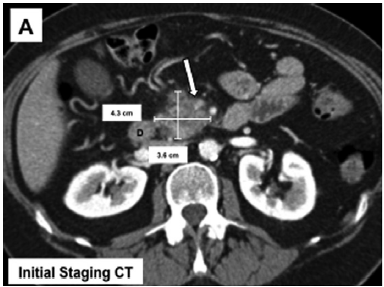 A
4.3 cm
D
3.6 cm
Initial Staging CT